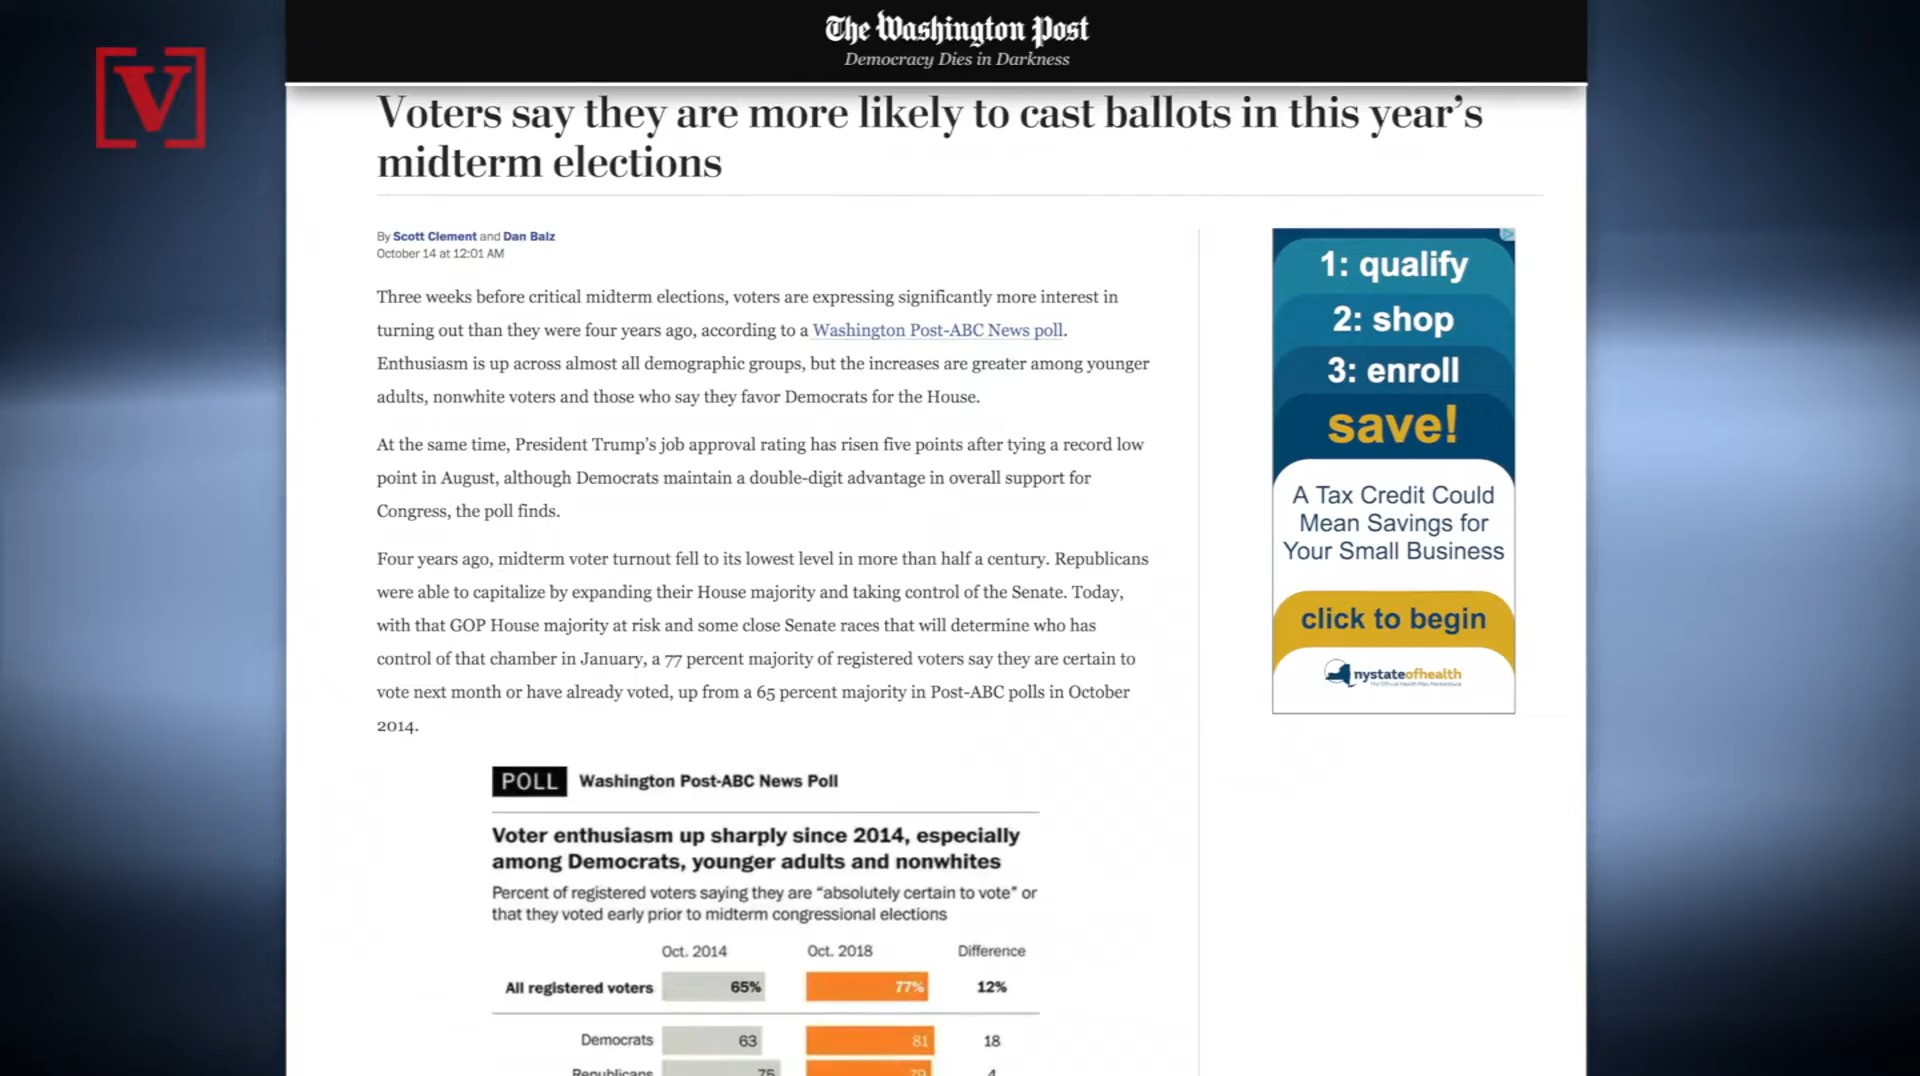 The Washington Post
Democracy Dies in Darkness
V
Voters say they are more likely to cast ballots in this year’s
midterm elections
By Scott Clement and Dan Balz
October 14 at 12:01 AM
Three weeks before critical midterm elections, voters are expressing significantly more interest in
turning out than they were four years ago, according to a Washington Post-ABC News poll.
Enthusiasm is up across almost all demographic groups, but the increases are greater among younger
adults, nonwhite voters and those who say they favor Democrats for the House.
At the same time, President Trump’s job approval rating has risen five points after tying a record low
point in August, although Democrats maintain a double-digit advantage in overall support for
Congress, the poll finds.
Four years ago, midterm voter turnout fell to its lowest level in more than half a century. Republicans
were able to capitalize by expanding their House majority and taking control of the Senate. Today,
with that GOP House majority at risk and some close Senate races that will determine who has
control of that chamber in January, a 77 percent majority of registered voters say they are certain to
vote next month or have already voted, up from a 65 percent majority in Post-ABC polls in October
2014.
POLL Washington Post-ABC News Poll
Voter enthusiasm up sharply since 2014, especially
among Democrats, younger adults and nonwhites
Percent of registered voters saying they are “absolutely certain to vote” or
that they voted early prior to midterm congressional elections
Oct. 2014 Oct. 2018 Difference
All registered voters 65% 77% 12%
Democrats 63 81 18
Republicans 75 79 4
1: qualify
2: shop
3: enroll
save!
A Tax Credit Could
Mean Savings for
Your Small Business
click to begin
nystateofhealth